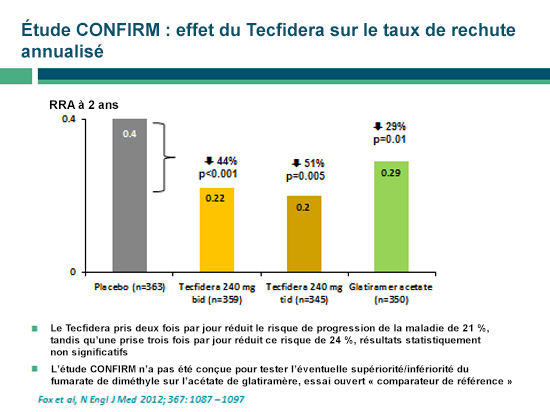 Étude CONFIRM : effet du Tecfidera sur le taux de rechute
annualisé
RRA à 2 ans
0.4
0.4
44%
p<0.001
0.22
51%
p=0.005
0.2
29%
p=0.01
0.29
0
Placebo (n=363)
Tecfidera 240 mg
bid (n=359)
Tecfidera 240 mg
tid (n=345)
Glatiramer acetate
(n=350)
Le Tecfidera pris deux fois par jour réduit le risque de progression de la maladie de 21 %,
tandis qu'une prise trois fois par jour réduit ce risque de 24 %, résultats statistiquement
non significatifs
L'étude CONFIRM n'a pas été conçue pour tester l'éventuelle supériorité/infériorité du
fumarate de diméthyle sur l'acétate de glatiramère, essai ouvert « comparateur de référence »
Fox et al, N Engl J Med 2012; 367: 1087 – 1097